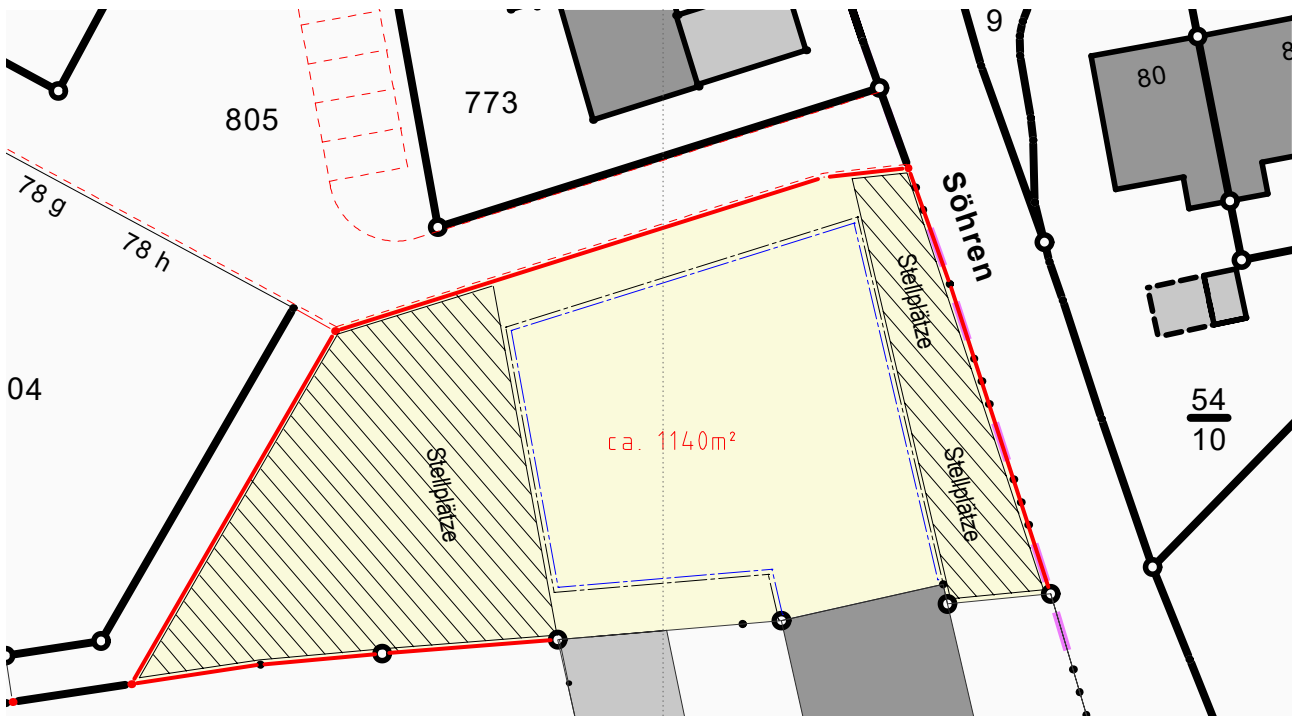 9
80
805
773
78 g
78 h
Söhren
Stellplätze
04
54
10
ca. 1140m²
Stellplätze
Stellplätze